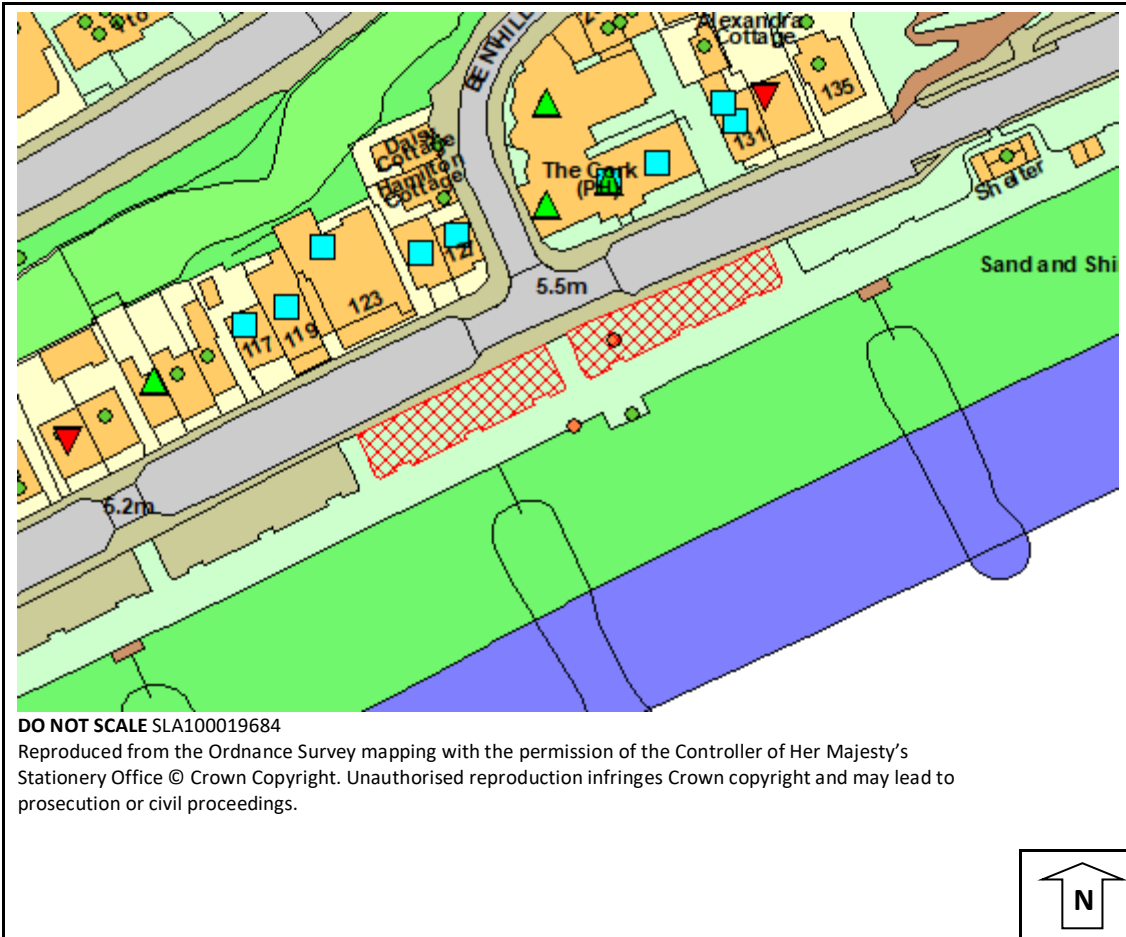 Alexandra
Cottage
BENTHILL
135
131
Daisy
Cottage
Hamilton
Cottage
The Cork
(PH)
Shelter
Sand and Shi
127
5.5m
123
119
117
5.2m
DO NOT SCALE SLA100019684
Reproduced from the Ordnance Survey mapping with the permission of the Controller of Her Majesty's
Stationery Office © Crown Copyright. Unauthorised reproduction infringes Crown copyright and may lead to
prosecution or civil proceedings.
N